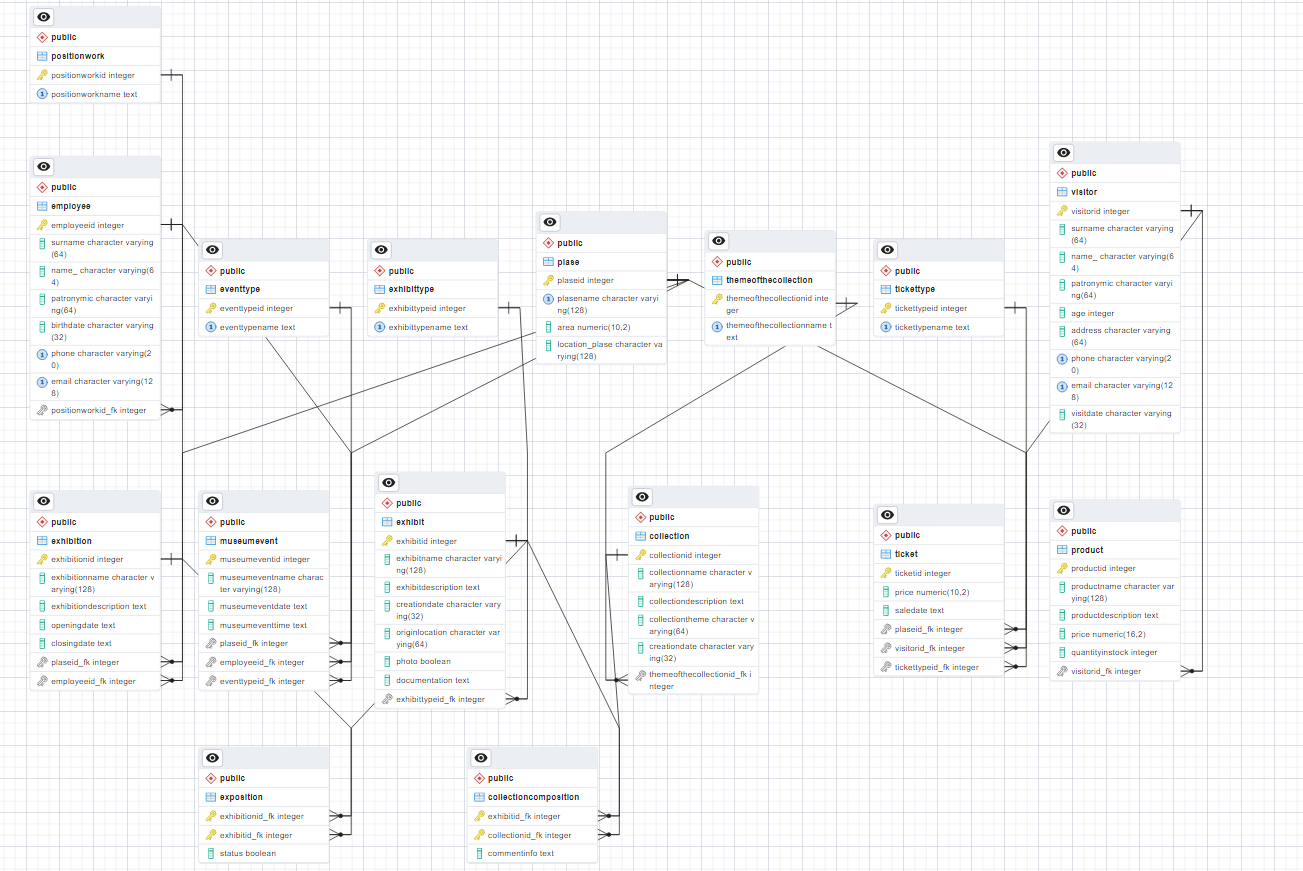 public
positionwork
positionworkid integer
positionworkname text
public
employee
employeeid integer
surname character varying
(64)
name_ character varying(6
4)
patronymic character varyi
ng(64)
birthdate character varying
(32)
phone character varying(2
0)
email character varying(12
8)
positionworkid_fk integer
public
eventtype
eventtypeid integer
eventtypename text
public
exhibittype
exhibittypeid integer
exhibittypename text
public
plase
plaseid integer
plasename character varyi
ng(128)
area numeric(10,2)
location_plase character va
rying(128)
public
themeofthecollection
themeofthecollectionid inte
ger
themeofthecollectionname t
ext
public
tickettype
tickettypeid integer
tickettypename text
public
visitor
visitorid integer
surname character varying
(64)
name_ character varying(6
4)
patronymic character varyi
ng(64)
age integer
address character varying
(64)
phone character varying(2
0)
email character varying(12
8)
visitdate character varying
(32)
public
exhibition
exhibitionid integer
exhibitionname character v
arying(128)
exhibitiondescription text
openingdate text
closingdate text
plaseid_fk integer
employeeid_fk integer
public
museumevent
museumeventid integer
museumeventname charac
ter varying(128)
museumeventdate text
museumeventtime text
plaseid_fk integer
employeeid_fk integer
eventtypeid_fk integer
public
exhibit
exhibitid integer
exhibitname character varyi
ng(128)
exhibitdescription text
creationdate character vary
ing(32)
originlocation character var
ying(64)
photo boolean
documentation text
exhibittypeid_fk integer
public
collection
collectionid integer
collectionname character v
arying(128)
collectiondescription text
collectiontheme character v
arying(64)
creationdate character vary
ing(32)
themeofthecollectionid_fk i
nteger
public
ticket
ticketid integer
price numeric(10,2)
saledate text
plaseid_fk integer
visitorid_fk integer
tickettypeid_fk integer
public
product
productid integer
productname character var
ying(128)
productdescription text
price numeric(16,2)
quantityinstock integer
visitorid_fk integer
public
exposition
exhibitionid_fk integer
exhibitid_fk integer
status boolean
public
collectioncomposition
exhibitid_fk integer
collectionid_fk integer
commentinfo text